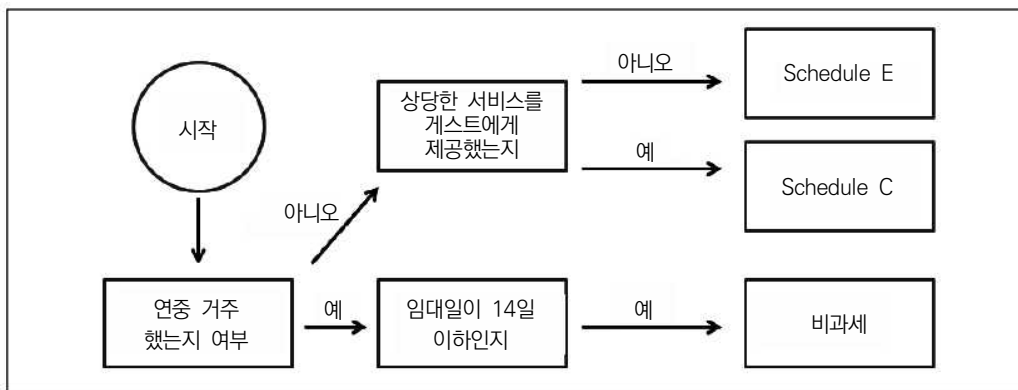 시작
연중 거주
했는지 여부
아니오
예
상당한 서비스를
게스트에게
제공했는지
임대일이 14일
이하인지
아니오
예
예
Schedule E
Schedule C
비과세